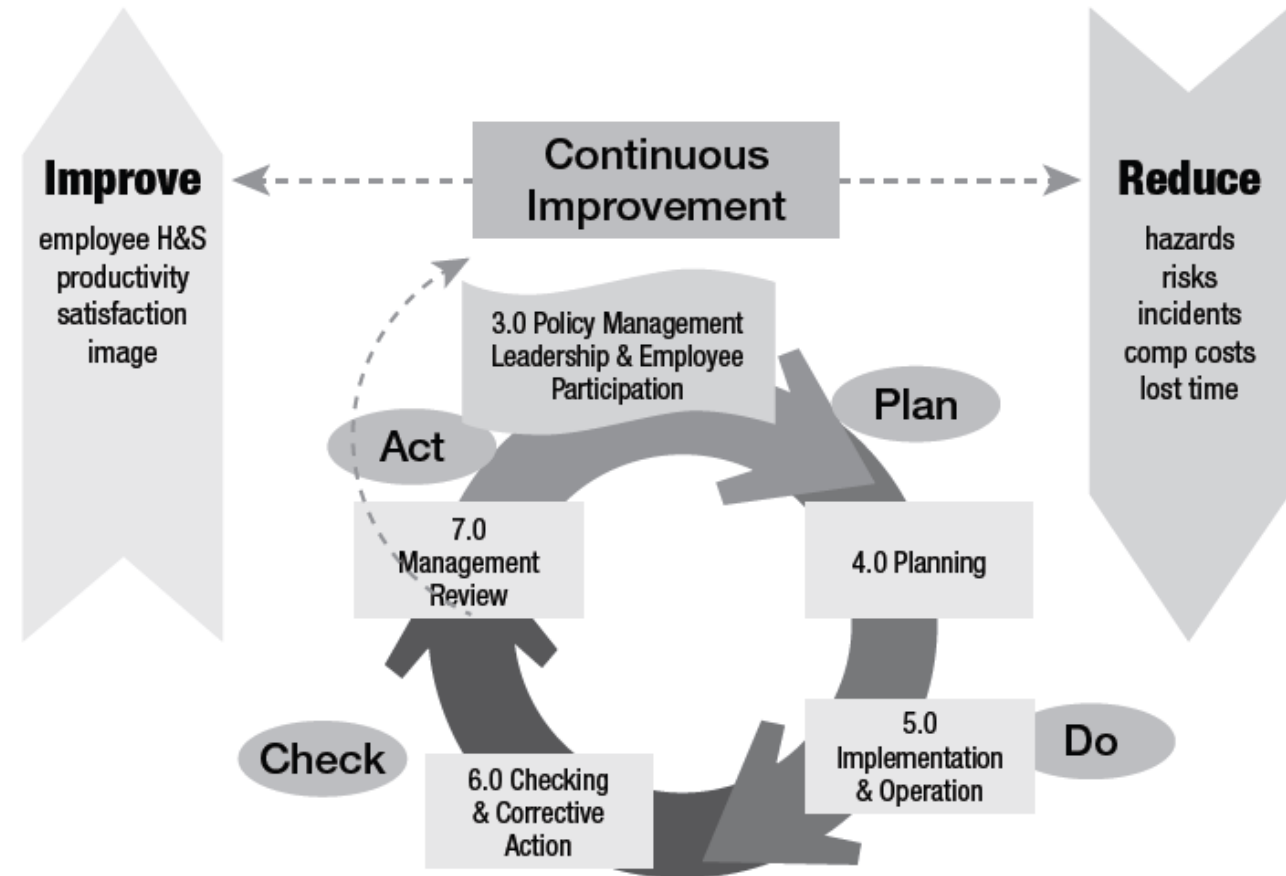 Continuous
Improvement
Improve
employee H&S
productivity
satisfaction
image
Reduce
hazards
risks
incidents
comp costs
lost time
3.0 Policy Management
Leadership & Employee
Participation
Plan
Act
7.0
Management
Review
4.0 Planning
5.0
Implementation
& Operation
Do
Check
6.0 Checking
& Corrective
Action